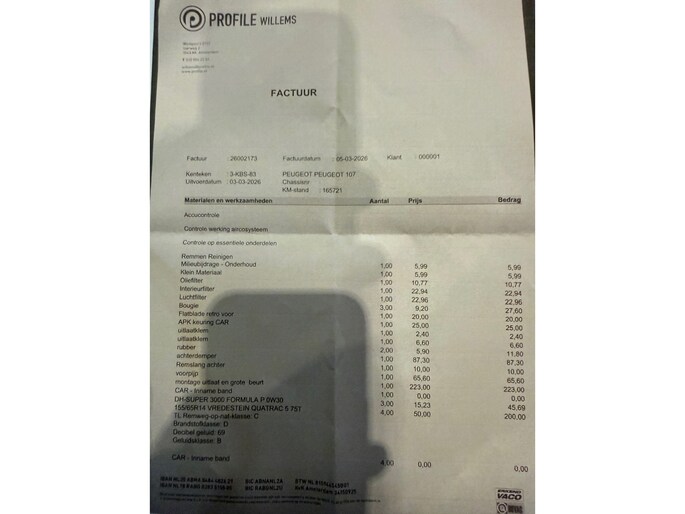 PROFILE WILLEMS
FACTUUR
Factuur : 26002173 Factuurdatum : 05-03-2026 Klant : 000001
Kenteken : 3-KBS-83 PEUGEOT PEUGEOT 107
Uitvoerdatum : 03-03-2026 Chassisnr
KM-stand : 165721
Materialen en werkzaamheden Aantal Prijs Bedrag
Accucontrole
Controle werking aircosysteem
Controle op essentiele onderdelen
Remmen Reinigen
Milieubijdrage - Onderhoud 1,00 5,99 5,99
Klein Materiaal 1,00 5,99 5,99
Oliefilter 1,00 10,77 10,77
Interieurfilter 1,00 22,94 22,94
Luchtfilter 1,00 22,96 22,96
Bougie 3,00 9,20 27,60
Flatblade retro voor 1,00 20,00 20,00
APK keuring CAR 1,00 25,00 25,00
uitlaatklem 1,00 2,40 2,40
uitlaatklem 1,00 6,60 6,60
rubber 2,00 5,90 11,80
achterdemper 1,00 87,30 87,30
Remslang achter 1,00 10,00 10,00
voorpijp 1,00 65,60 65,60
montage uitlaat en grote beurt 1,00 223,00 223,00
CAR - Inname band 1,00 0,00 0,00
DH-SUPER 3000 FORMULA P 0W30 3,00 15,23 45,69
155/65R14 VREDESTEIN QUATRAC 5 75T 4,00 50,00 200,00
TL Remweg-op-nat-klasse: C
Brandstofklasse: D
Decibel geluid: 69
Geluidsklasse: B
CAR - Inname band 4,00 0,00 0,00
VACO